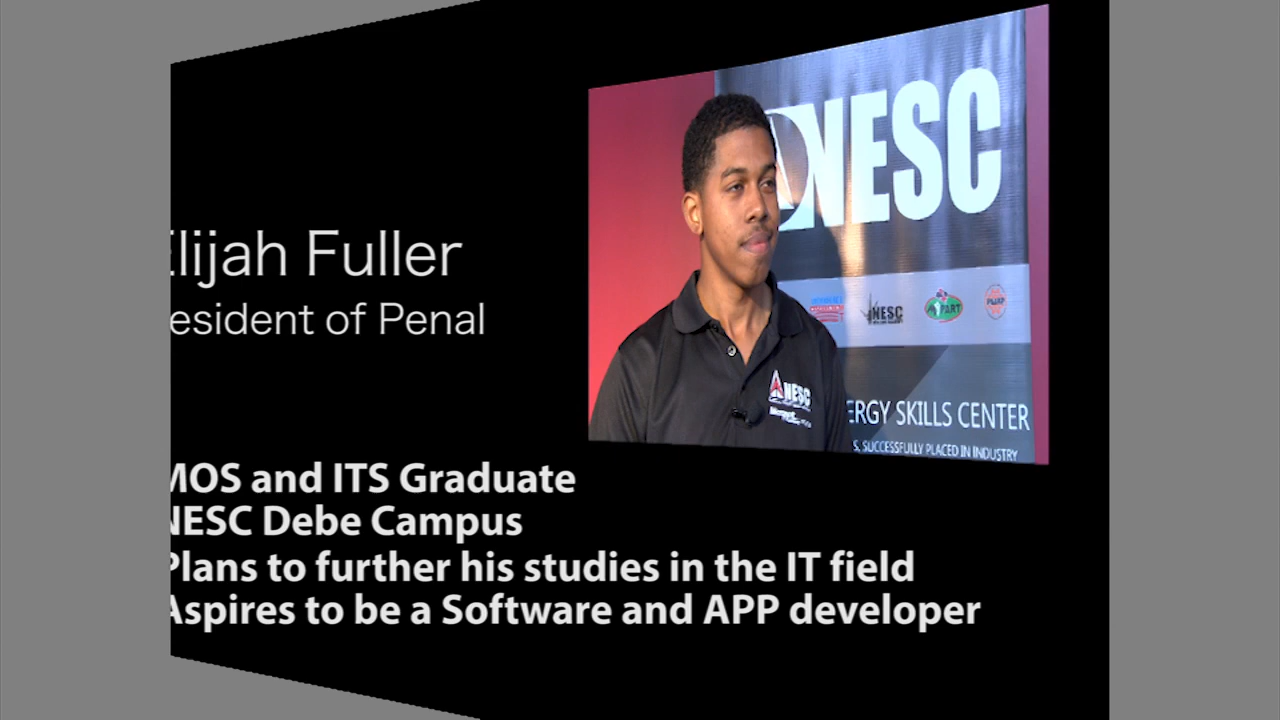 Elijah Fuller
esident of Penal
MOS and ITS Graduate
NESC Debe Campus
Plans to further his studies in the IT field
Aspires to be a Software and APP developer
NESC
NESC
NESC
ERGY SKILLS CENTER
S, SUCCESSFULLY PLACED IN INDUSTRY